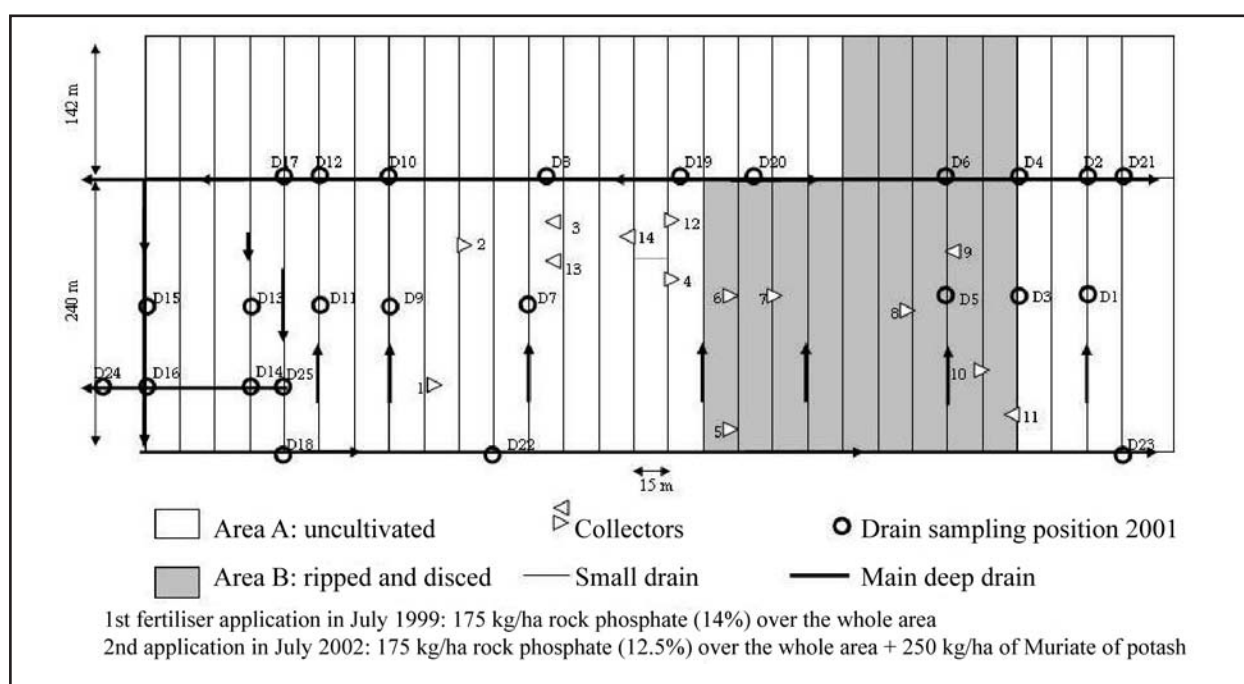 142 m
D17 D12 D10 D8 D19 D20 D6 D4 D2 D21
3 12
2 14 9
13
4
240 m
D15 D13 D11 D9 D7 6 7 8 D5 D3 D1
D24 D16 D14 D25 1 10
11
5
D18 D22 D23
15 m
Area A: uncultivated Collectors Drain sampling position 2001
Area B: ripped and disced Small drain Main deep drain
1st fertiliser application in July 1999: 175 kg/ha rock phosphate (14%) over the whole area
2nd application in July 2002: 175 kg/ha rock phosphate (12.5%) over the whole area + 250 kg/ha of Muriate of potash